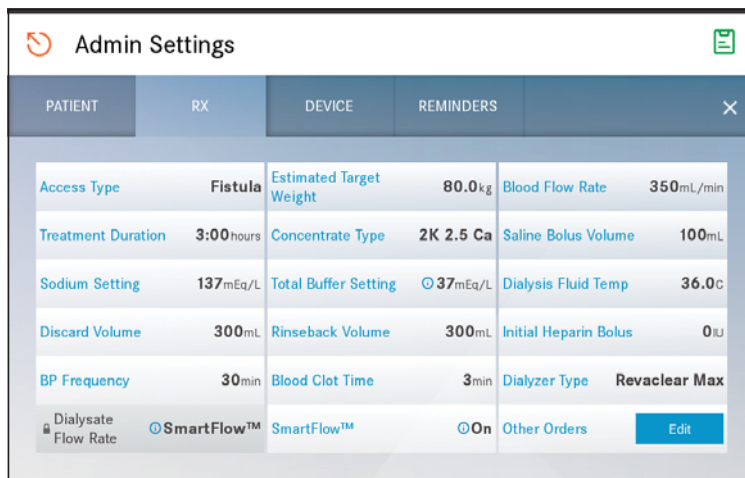 Admin Settings
PATIENT RX DEVICE REMINDERS
Access Type Fistula
Estimated Target
Weight
80.0kg
Blood Flow Rate 350mL/min
Treatment Duration 3:00hours
Concentrate Type 2K 2.5 Ca
Saline Bolus Volume 100mL
Sodium Setting 137mEq/L
Total Buffer Setting 37mEq/L
Dialysis Fluid Temp 36.0C
Discard Volume 300mL
Rinseback Volume 300mL
Initial Heparin Bolus 0IU
BP Frequency 30min
Blood Clot Time 3min
Dialyzer Type Revaclear Max
Dialysate
Flow Rate
SmartFlow™
SmartFlow™ On
Other Orders Edit